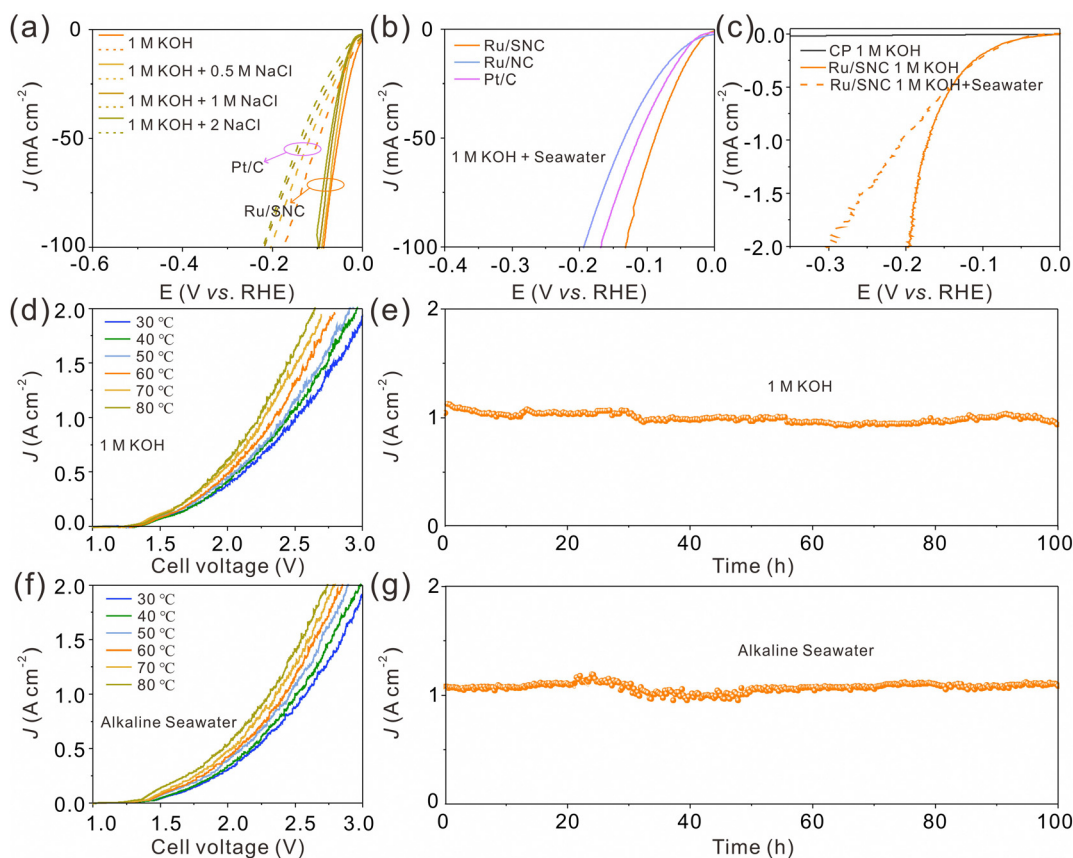 (a)
0
-50
-100
J (mA cm-2)
1 M KOH
1 M KOH + 0.5 M NaCl
1 M KOH + 1 M NaCl
1 M KOH + 2 NaCl
Pt/C
Ru/SNC
-0.6 -0.4 -0.2 0.0
E (V vs. RHE)
(b)
0
-50
-100
J (mA cm-2)
Ru/SNC
Ru/NC
Pt/C
1 M KOH + Seawater
-0.4 -0.3 -0.2 -0.1 0.0
E (V vs. RHE)
(c)
0.0
-0.5
-1.0
-1.5
-2.0
J (A cm-2)
CP 1 M KOH
Ru/SNC 1 M KOH
Ru/SNC 1 M KOH+Seawater
-0.3 -0.2 -0.1 0.0
E (V vs. RHE)
(d)
2.0
1.5
1.0
0.5
0.0
J (A cm-2)
30 ℃
40 ℃
50 ℃
60 ℃
70 ℃
80 ℃
1 M KOH
1.0 1.5 2.0 2.5 3.0
Cell voltage (V)
(e)
2
1
0
J (A cm-2)
1 M KOH
0 20 40 60 80 100
Time (h)
(f)
2.0
1.5
1.0
0.5
0.0
J (A cm-2)
30 ℃
40 ℃
50 ℃
60 ℃
70 ℃
80 ℃
Alkaline Seawater
1.0 1.5 2.0 2.5 3.0
Cell voltage (V)
(g)
2
1
0
J (A cm-2)
Alkaline Seawater
0 20 40 60 80 100
Time (h)